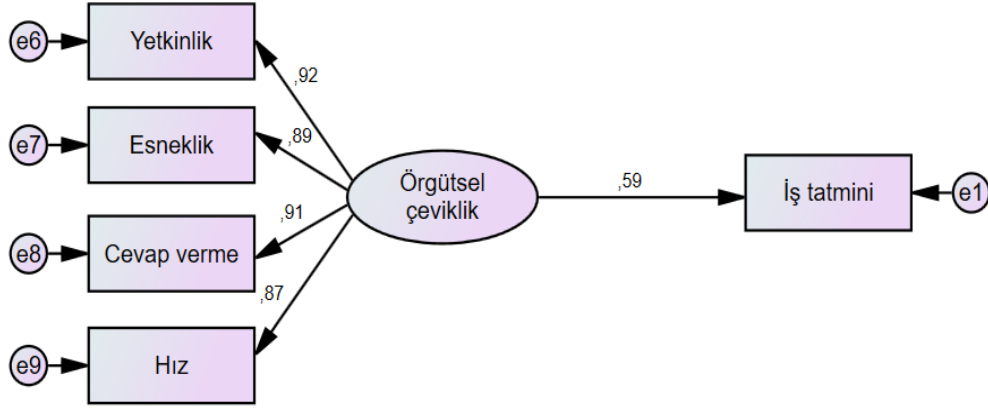 e6
Yetkinlik
,92
e7
Esneklik
,89
Örgütsel
çeviklik
,59
İş tatmini
e1
e8
Cevap verme
,91
e9
Hız
,87